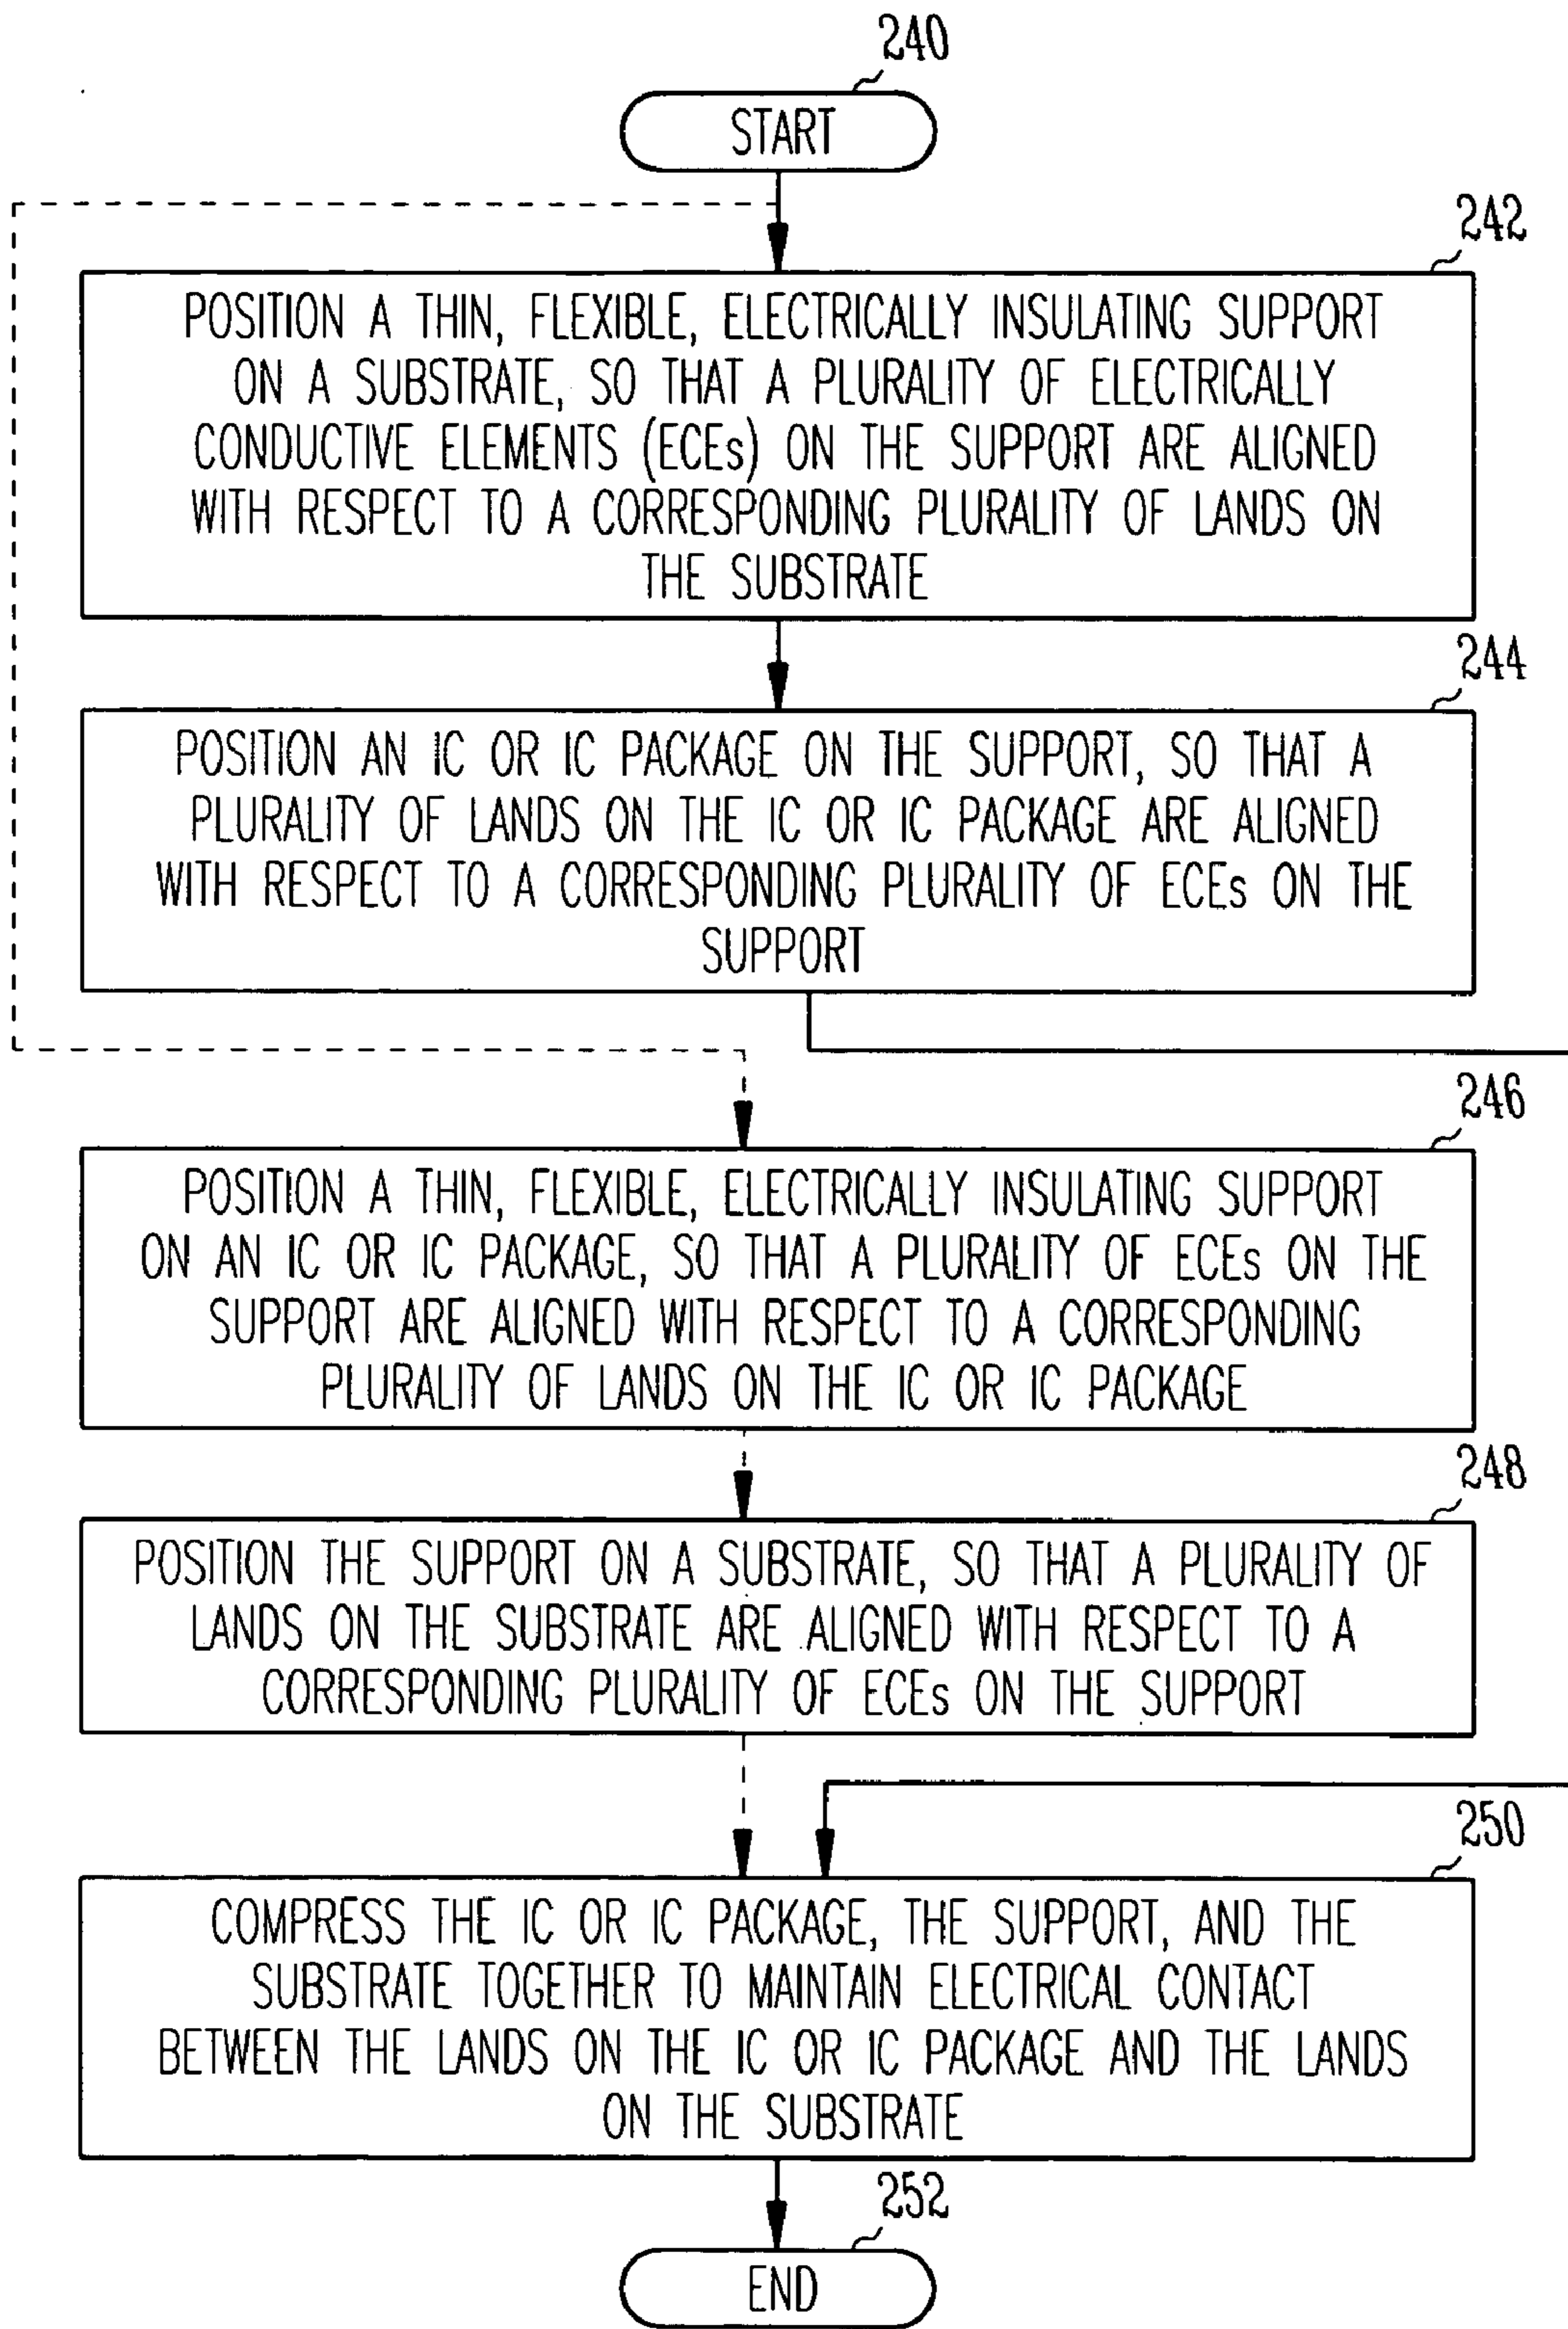 240
START
242
POSITION A THIN, FLEXIBLE, ELECTRICALLY INSULATING SUPPORT
ON A SUBSTRATE, SO THAT A PLURALITY OF ELECTRICALLY
CONDUCTIVE ELEMENTS (ECEs) ON THE SUPPORT ARE ALIGNED
WITH RESPECT TO A CORRESPONDING PLURALITY OF LANDS ON
THE SUBSTRATE
244
POSITION AN IC OR IC PACKAGE ON THE SUPPORT, SO THAT A
PLURALITY OF LANDS ON THE IC OR IC PACKAGE ARE ALIGNED
WITH RESPECT TO A CORRESPONDING PLURALITY OF ECEs ON THE
SUPPORT
246
POSITION A THIN, FLEXIBLE, ELECTRICALLY INSULATING SUPPORT
ON AN IC OR IC PACKAGE, SO THAT A PLURALITY OF ECEs ON THE
SUPPORT ARE ALIGNED WITH RESPECT TO A CORRESPONDING
PLURALITY OF LANDS ON THE IC OR IC PACKAGE
248
POSITION THE SUPPORT ON A SUBSTRATE, SO THAT A PLURALITY OF
LANDS ON THE SUBSTRATE ARE ALIGNED WITH RESPECT TO A
CORRESPONDING PLURALITY OF ECEs ON THE SUPPORT
250
COMPRESS THE IC OR IC PACKAGE, THE SUPPORT, AND THE
SUBSTRATE TOGETHER TO MAINTAIN ELECTRICAL CONTACT
BETWEEN THE LANDS ON THE IC OR IC PACKAGE AND THE LANDS
ON THE SUBSTRATE
252
END